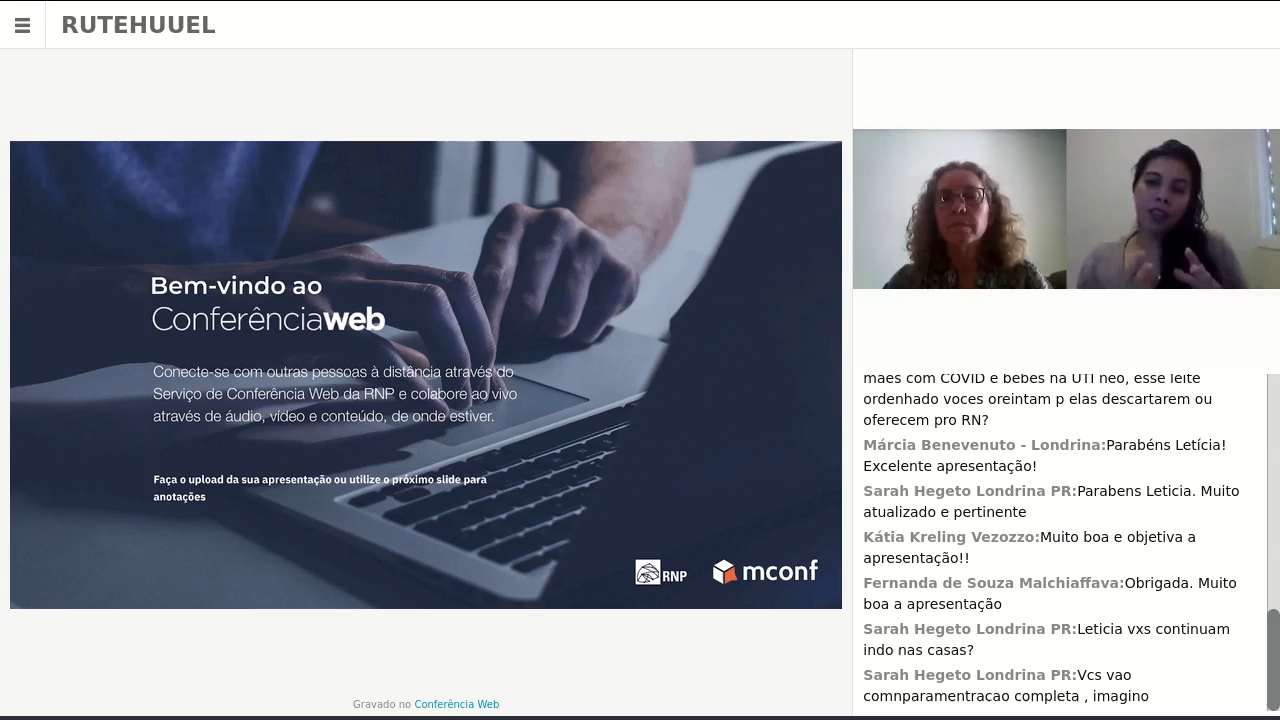 RUTEHUUEL
Bem-vindo ao
Conferênciaweb
Conecte-se com outras pessoas à distância através do
Serviço de Conferência Web da RNP e colabore ao vivo
através de áudio, vídeo e conteúdo, de onde estiver.
Faça o upload da sua apresentação ou utilize o próximo slide para
anotações
RNP
mconf
Gravado no Conferência Web
mães com COVID e bebes na UTI neo, esse leite
ordenhado voces oreintam p elas descartarem ou
oferecem pro RN?
Márcia Benevenuto - Londrina:Parabéns Letícia!
Excelente apresentação!
Sarah Hegeto Londrina PR:Parabens Leticia. Muito
atualizado e pertinente
Kátia Kreling Vezozzo:Muito boa e objetiva a
apresentação!!
Fernanda de Souza Malchiaffava:Obrigada. Muito
boa a apresentação
Sarah Hegeto Londrina PR:Leticia vxs continuam
indo nas casas?
Sarah Hegeto Londrina PR:Vcs vao
comnparamentracao completa , imagino